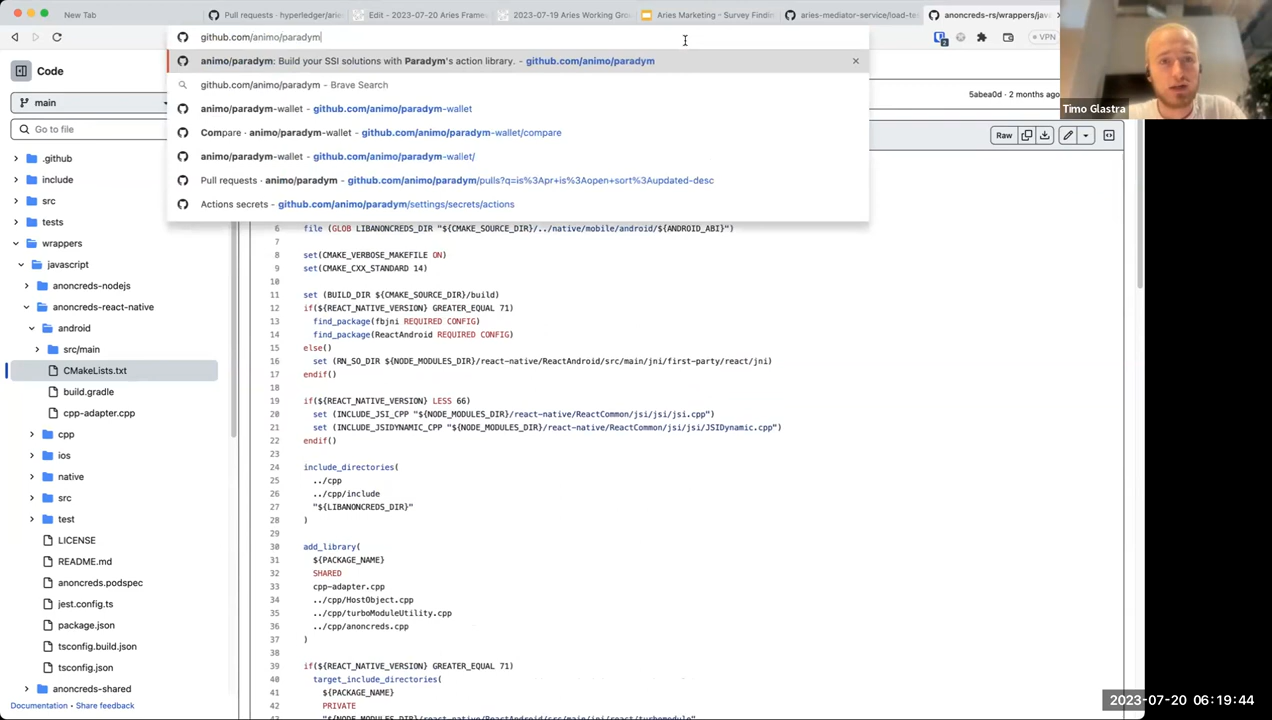 New Tab
Pull requests · hyperledger/aries
Edit - 2023-07-20 Aries Framew
2023-07-19 Aries Working Grou
Aries Marketing - Survey Findin
aries-mediator-service/load-tes
anoncreds-rs/wrappers/java
github.com/animo/paradym
2
VPN
animo/paradym: Build your SSI solutions with Paradym's action library. - github.com/animo/paradym
github.com/animo/paradym - Brave Search
animo/paradym-wallet - github.com/animo/paradym-wallet
Compare · animo/paradym-wallet - github.com/animo/paradym-wallet/compare
animo/paradym-wallet - github.com/animo/paradym-wallet/
Pull requests · animo/paradym - github.com/animo/paradym/pulls?q=is%3Apr+is%3Aopen+sort%3Aupdated-desc
Actions secrets - github.com/animo/paradym/settings/secrets/actions
Code
main
Go to file
5abea0d · 2 months ago
Timo Glastra
Raw
.github
include
src
tests
wrappers
javascript
anoncreds-nodejs
anoncreds-react-native
android
src/main
CMakeLists.txt
build.gradle
cpp-adapter.cpp
cpp
ios
native
src
test
LICENSE
README.md
anoncreds.podspec
jest.config.ts
package.json
tsconfig.build.json
tsconfig.json
anoncreds-shared
Documentation · Share feedback
6 file (GLOB LIBANONCREDS_DIR "${CMAKE_SOURCE_DIR}/../native/mobile/android/${ANDROID_ABI}")
7
8 set(CMAKE_VERBOSE_MAKEFILE ON)
9 set(CMAKE_CXX_STANDARD 14)
10
11 set (BUILD_DIR ${CMAKE_SOURCE_DIR}/build)
12 if(${REACT_NATIVE_VERSION} GREATER_EQUAL 71)
13 find_package(fbjni REQUIRED CONFIG)
14 find_package(ReactAndroid REQUIRED CONFIG)
15 else()
16 set (RN_SO_DIR ${NODE_MODULES_DIR}/react-native/ReactAndroid/src/main/jni/first-party/react/jni)
17 endif()
18
19 if(${REACT_NATIVE_VERSION} LESS 66)
20 set (INCLUDE_JSI_CPP "${NODE_MODULES_DIR}/react-native/ReactCommon/jsi/jsi/jsi.cpp")
21 set (INCLUDE_JSIDYNAMIC_CPP "${NODE_MODULES_DIR}/react-native/ReactCommon/jsi/jsi/JSIDynamic.cpp")
22 endif()
23
24 include_directories(
25 ../cpp
26 ../cpp/include
27 "${LIBANONCREDS_DIR}"
28 )
29
30 add_library(
31 ${PACKAGE_NAME}
32 SHARED
33 cpp-adapter.cpp
34 ../cpp/HostObject.cpp
35 ../cpp/turboModuleUtility.cpp
36 ../cpp/anoncreds.cpp
37 )
38
39 if(${REACT_NATIVE_VERSION} GREATER_EQUAL 71)
40 target_include_directories(
41 ${PACKAGE_NAME}
42 PRIVATE
2023-07-20 06:19:44